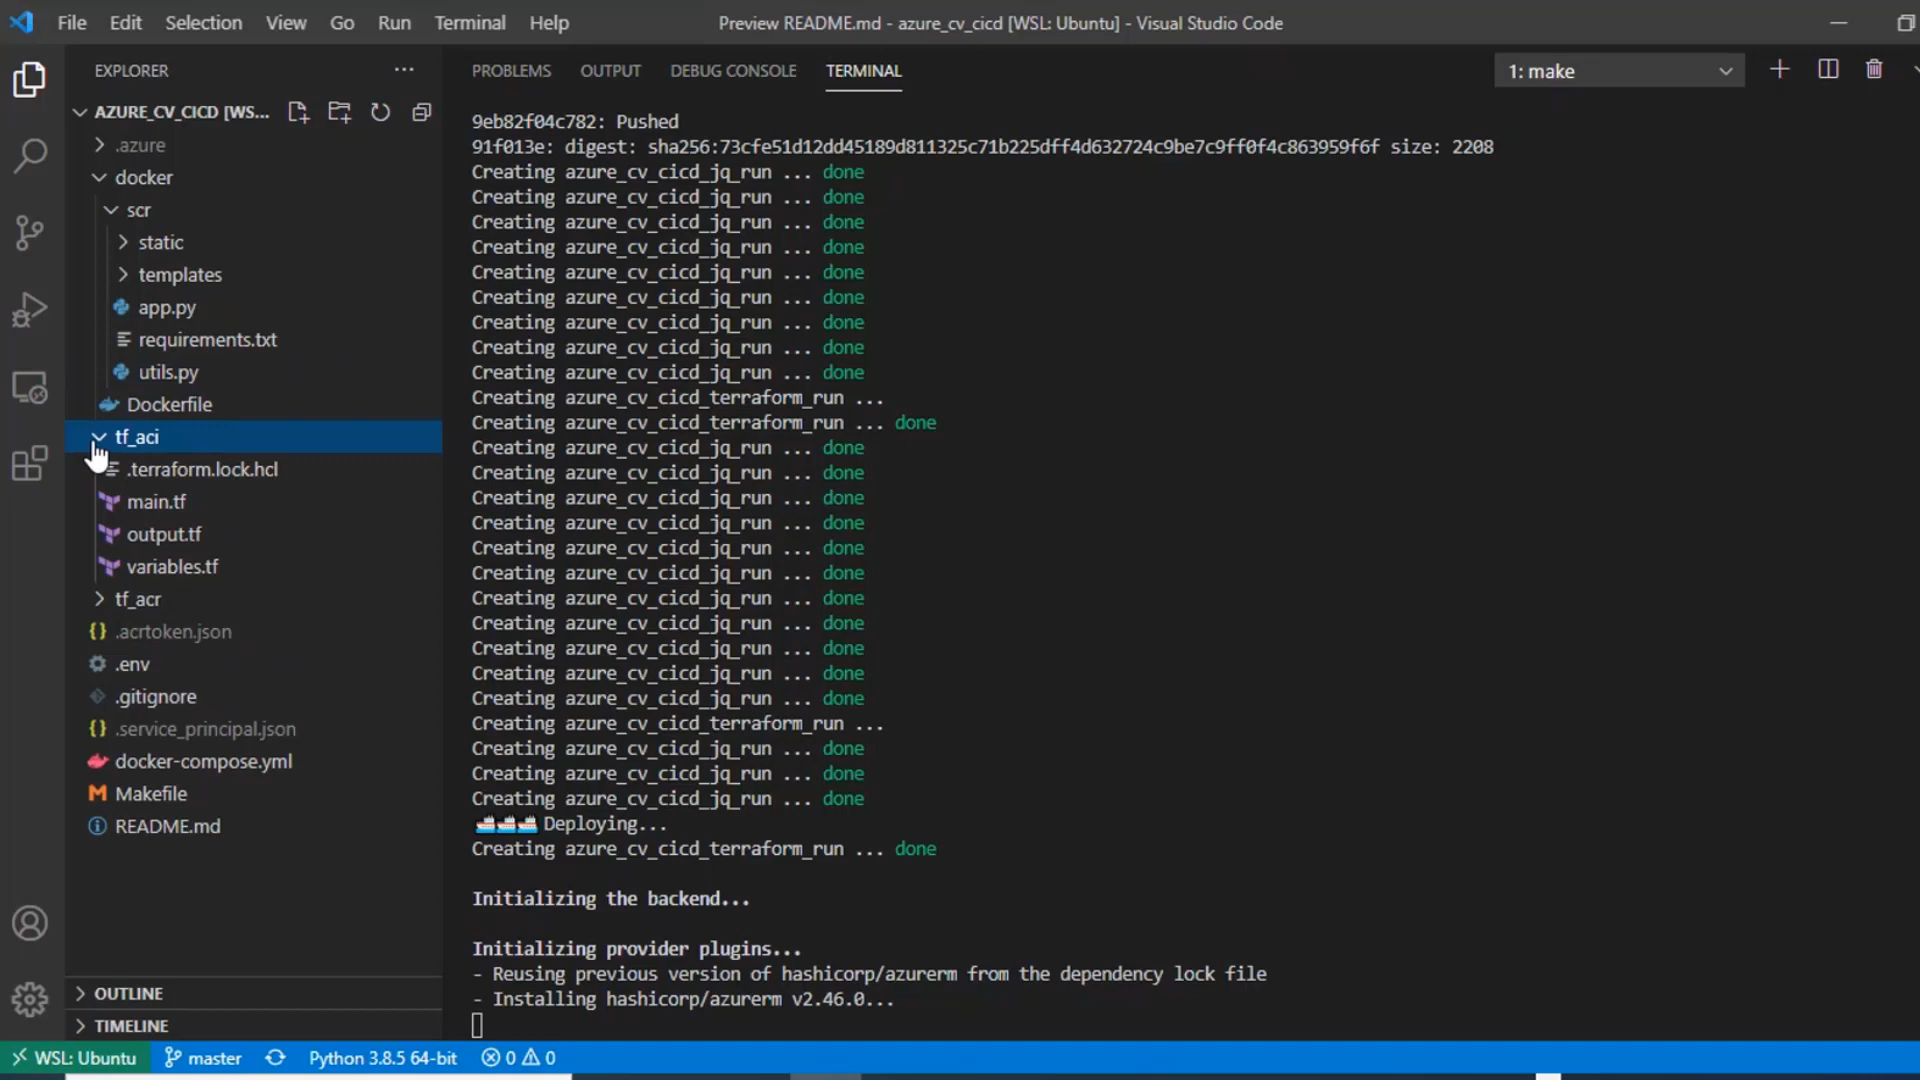 File Edit Selection View Go Run Terminal Help
Preview README.md - azure_cv_cicd [WSL: Ubuntu] - Visual Studio Code
EXPLORER
AZURE_CV_CICD [WS...
.azure
docker
scr
static
templates
app.py
requirements.txt
utils.py
Dockerfile
tf_aci
.terraform.lock.hcl
main.tf
output.tf
variables.tf
tf_acr
.acrtoken.json
.env
.gitignore
.service_principal.json
docker-compose.yml
Makefile
README.md
OUTLINE
TIMELINE
PROBLEMS OUTPUT DEBUG CONSOLE TERMINAL
1: make
9eb82f04c782: Pushed
91f013e: digest: sha256:73cfe51d12dd45189d811325c71b225dff4d632724c9be7c9ff0f4c863959f6f size: 2208
Creating azure_cv_cicd_jq_run ... done
Creating azure_cv_cicd_jq_run ... done
Creating azure_cv_cicd_jq_run ... done
Creating azure_cv_cicd_jq_run ... done
Creating azure_cv_cicd_jq_run ... done
Creating azure_cv_cicd_jq_run ... done
Creating azure_cv_cicd_jq_run ... done
Creating azure_cv_cicd_jq_run ... done
Creating azure_cv_cicd_jq_run ... done
Creating azure_cv_cicd_terraform_run ...
Creating azure_cv_cicd_terraform_run ... done
Creating azure_cv_cicd_jq_run ... done
Creating azure_cv_cicd_jq_run ... done
Creating azure_cv_cicd_jq_run ... done
Creating azure_cv_cicd_jq_run ... done
Creating azure_cv_cicd_jq_run ... done
Creating azure_cv_cicd_jq_run ... done
Creating azure_cv_cicd_jq_run ... done
Creating azure_cv_cicd_jq_run ... done
Creating azure_cv_cicd_jq_run ... done
Creating azure_cv_cicd_jq_run ... done
Creating azure_cv_cicd_jq_run ... done
Creating azure_cv_cicd_terraform_run ...
Creating azure_cv_cicd_jq_run ... done
Creating azure_cv_cicd_jq_run ... done
Creating azure_cv_cicd_jq_run ... done
🚢🚢🚢 Deploying...
Creating azure_cv_cicd_terraform_run ... done
Initializing the backend...
Initializing provider plugins...
- Reusing previous version of hashicorp/azurerm from the dependency lock file
- Installing hashicorp/azurerm v2.46.0...
WSL: Ubuntu master Python 3.8.5 64-bit 0 0